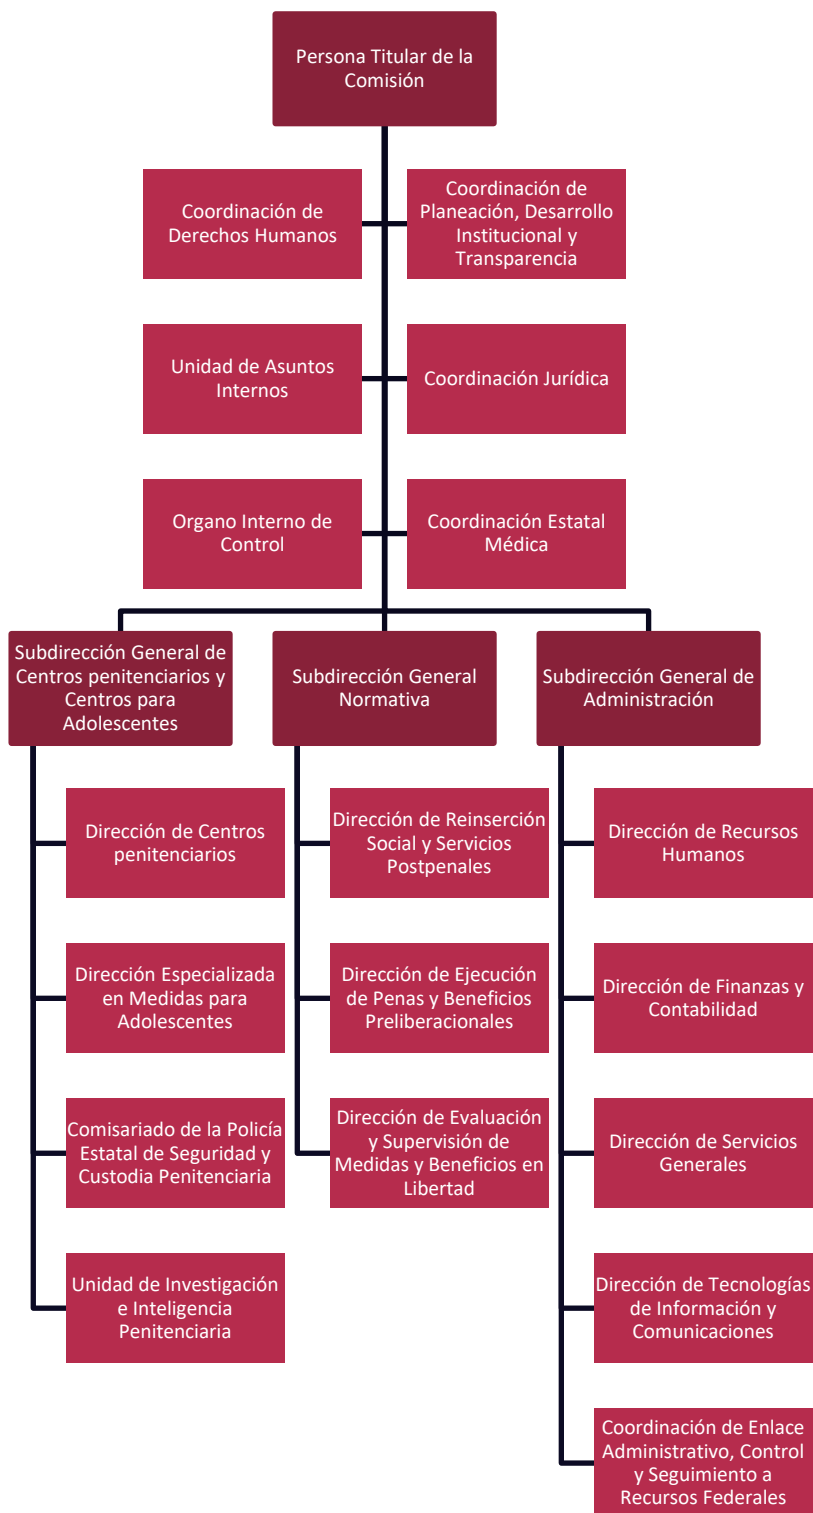 Persona Titular de la
Comisión
Coordinación de
Derechos Humanos
Coordinación de
Planeación, Desarrollo
Institucional y
Transparencia
Unidad de Asuntos
Internos
Coordinación Jurídica
Organo Interno de
Control
Coordinación Estatal
Médica
Subdirección General de
Centros penitenciarios y
Centros para
Adolescentes
Subdirección General
Normativa
Subdirección General de
Administración
Dirección de Centros
penitenciarios
Dirección Especializada
en Medidas para
Adolescentes
Comisariado de la Policía
Estatal de Seguridad y
Custodia Penitenciaria
Unidad de Investigación
e Inteligencia
Penitenciaria
Dirección de Reinserción
Social y Servicios
Postpenales
Dirección de Ejecución
de Penas y Beneficios
Preliberacionales
Dirección de Evaluación
y Supervisión de
Medidas y Beneficios en
Libertad
Dirección de Recursos
Humanos
Dirección de Finanzas y
Contabilidad
Dirección de Servicios
Generales
Dirección de Tecnologías
de Información y
Comunicaciones
Coordinación de Enlace
Administrativo, Control
y Seguimiento a
Recursos Federales